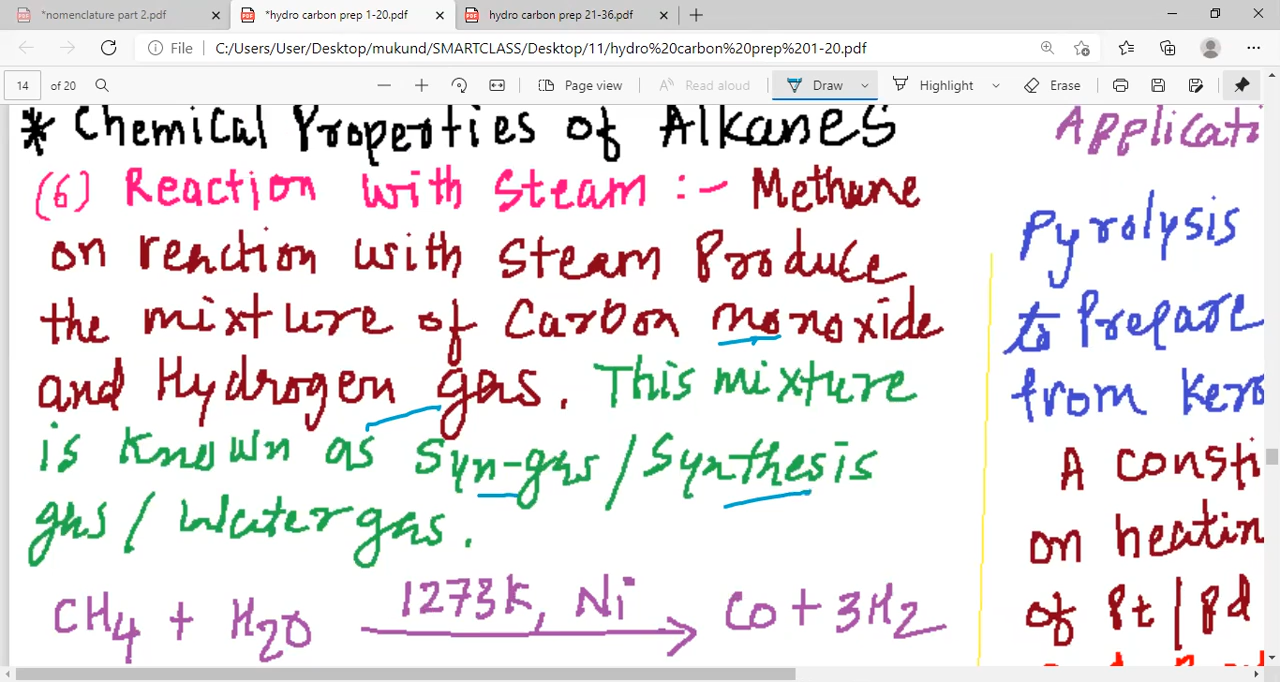 *nomenclature part 2.pdf
*hydro carbon prep 1-20.pdf
hydro carbon prep 21-36.pdf
File C:/Users/User/Desktop/mukund/SMARTCLASS/Desktop/11/hydro%20carbon%20prep%201-20.pdf
14 of 20 Page view Read aloud Draw Highlight Erase
* Chemical Properties of Alkanes
(6) Reaction with Steam :- Methane
on reaction with steam Produce
the mixture of Carbon monoxide
and Hydrogen gas. This mixture
is known as Syn-gas/Synthesis
gas/Water gas.
CH4 + H2O 1273K, Ni CO + 3H2
Applicati
Pyrolysis
to Prepare
from Kero
A consti
on heatin
of Pt/Pd